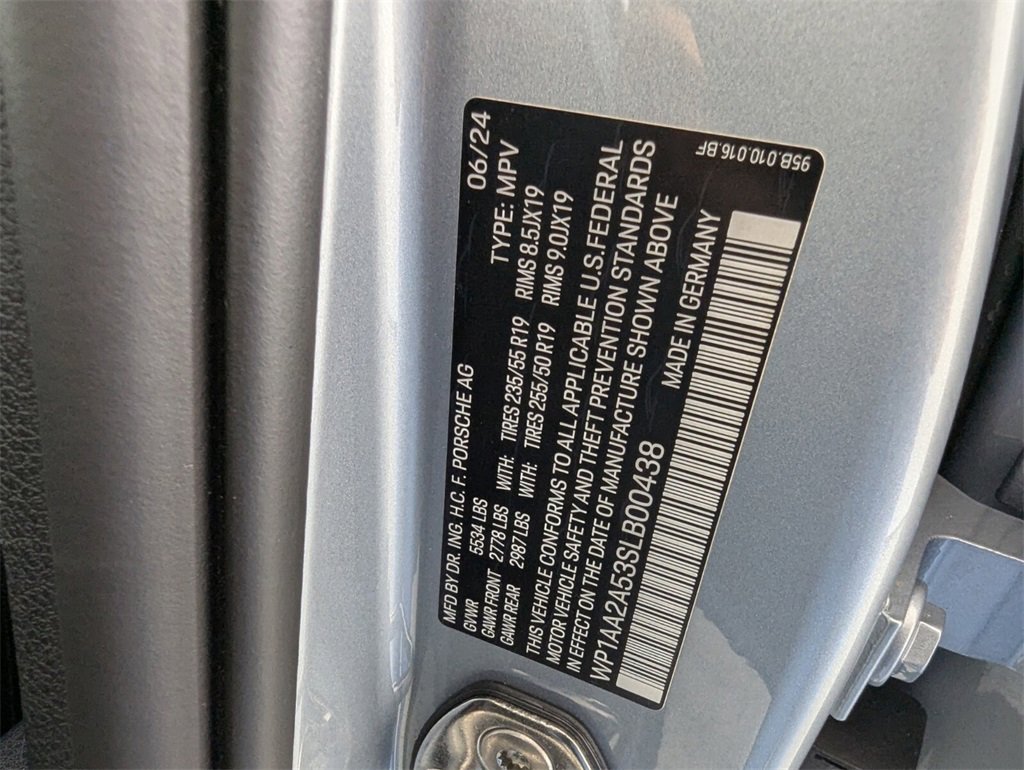 MFD BY DR. ING. H.C. F. PORSCHE AG 06/24
GVWR 5534 LBS TYPE: MPV
GAWR FRONT 2778 LBS WITH: TIRES 235/55 R19 RIMS 8.5JX19
GAWR REAR 2987 LBS WITH: TIRES 255/50 R19 RIMS 9.0JX19
THIS VEHICLE CONFORMS TO ALL APPLICABLE U.S.FEDERAL
MOTOR VEHICLE SAFETY AND THEFT PREVENTION STANDARDS
IN EFFECT ON THE DATE OF MANUFACTURE SHOWN ABOVE
WP1AA2A53SLB00438 MADE IN GERMANY
95B.010.016.BF